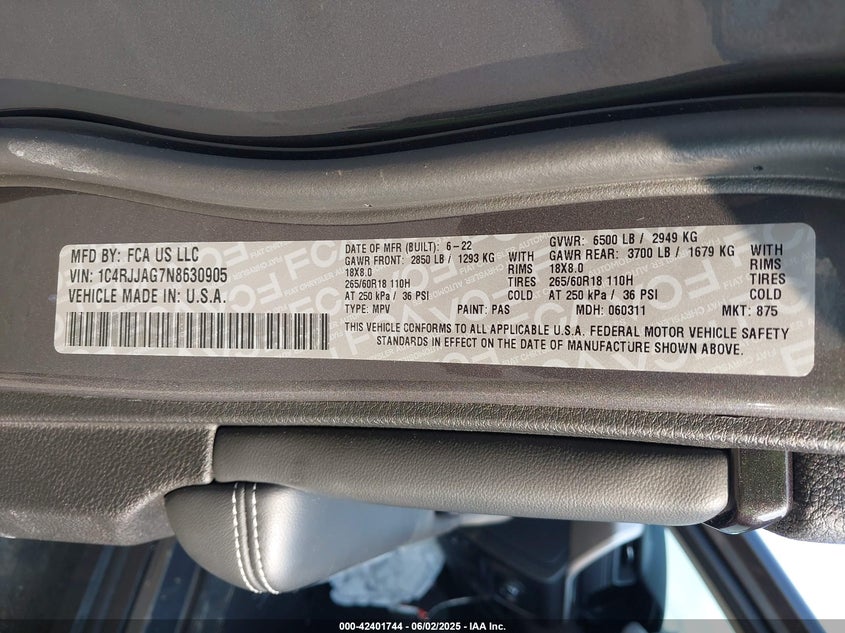 MFD BY: FCA US LLC
VIN: 1C4RJJAG7N8630905
VEHICLE MADE IN: U.S.A.
DATE OF MFR (BUILT): 6-22
GAWR FRONT: 2850 LB / 1293 KG WITH
18X8.0 RIMS
265/60R18 110H TIRES
AT 250 kPa / 36 PSI COLD
TYPE: MPV PAINT: PAS
GVWR: 6500 LB / 2949 KG
GAWR REAR: 3700 LB / 1679 KG WITH
18X8.0 RIMS
265/60R18 110H TIRES
AT 250 kPa / 36 PSI COLD
MDH: 060311 MKT: 875
THIS VEHICLE CONFORMS TO ALL APPLICABLE U.S.A. FEDERAL MOTOR VEHICLE SAFETY
STANDARDS IN EFFECT ON THE DATE OF MANUFACTURE SHOWN ABOVE.
000-42401744 - 06/02/2025 - IAA Inc.